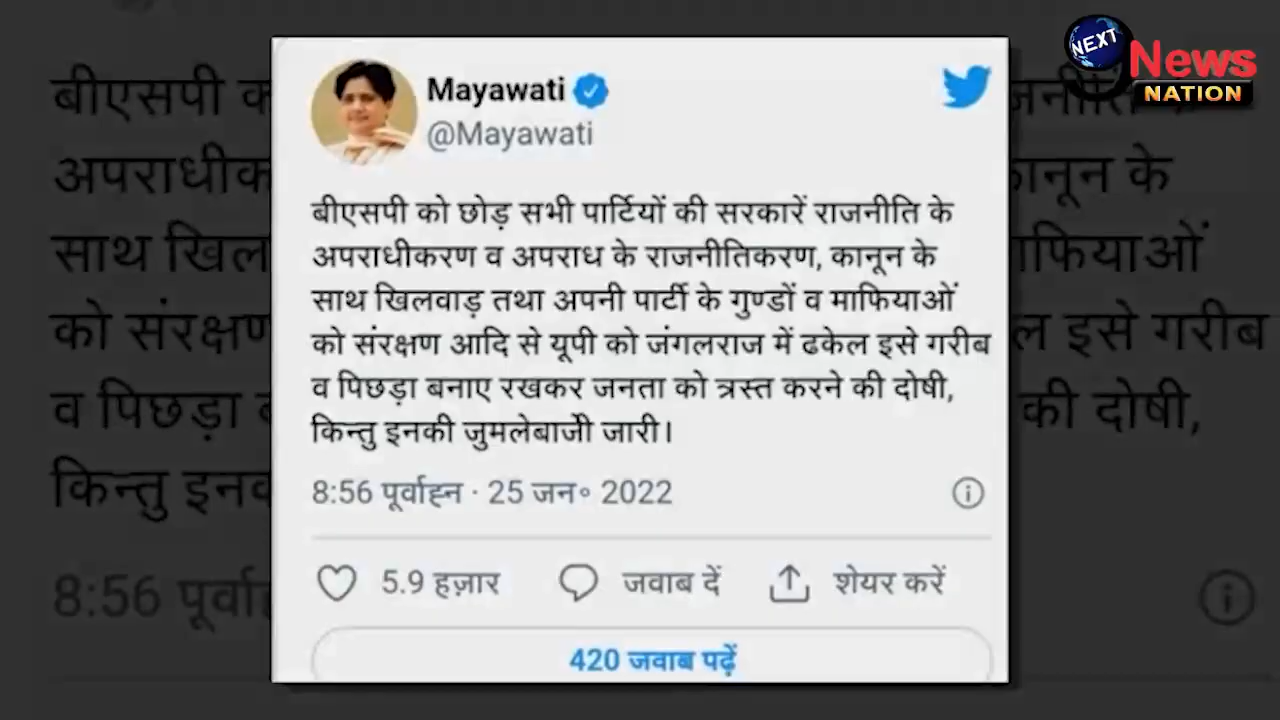 NEXT
News
NATION
Mayawati
@Mayawati
बीएसपी को छोड़ सभी पार्टियों की सरकारें राजनीति के
अपराधीकरण व अपराध के राजनीतिकरण, कानून के
साथ खिलवाड़ तथा अपनी पार्टी के गुण्डों व माफियाओं
को संरक्षण आदि से यूपी को जंगलराज में ढकेल इसे गरीब
व पिछड़ा बनाए रखकर जनता को त्रस्त करने की दोषी,
किन्तु इनकी जुमलेबाजी जारी।
8:56 पूर्वाह्न · 25 जन॰ 2022
5.9 हज़ार जवाब दें शेयर करें
420 जवाब पढ़ें